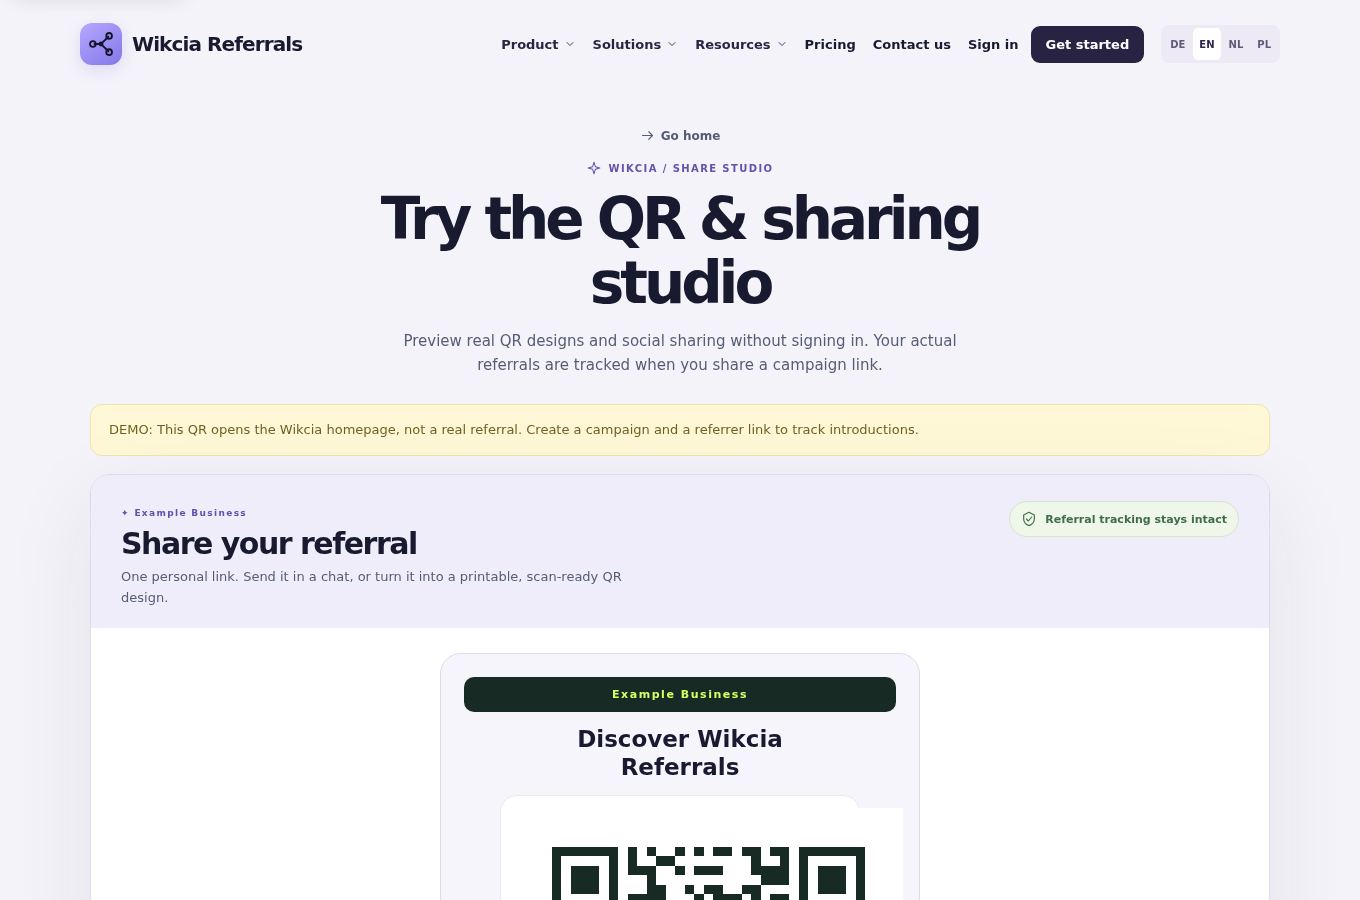 Wikcia Referrals
Product
Solutions
Resources
Pricing
Contact us
Sign in
Get started
DE
EN
NL
PL
Go home
WIKCIA / SHARE STUDIO
Try the QR & sharing
studio
Preview real QR designs and social sharing without signing in. Your actual
referrals are tracked when you share a campaign link.
DEMO: This QR opens the Wikcia homepage, not a real referral. Create a campaign and a referrer link to track introductions.
Example Business
Share your referral
One personal link. Send it in a chat, or turn it into a printable, scan-ready QR
design.
Referral tracking stays intact
Example Business
Discover Wikcia
Referrals